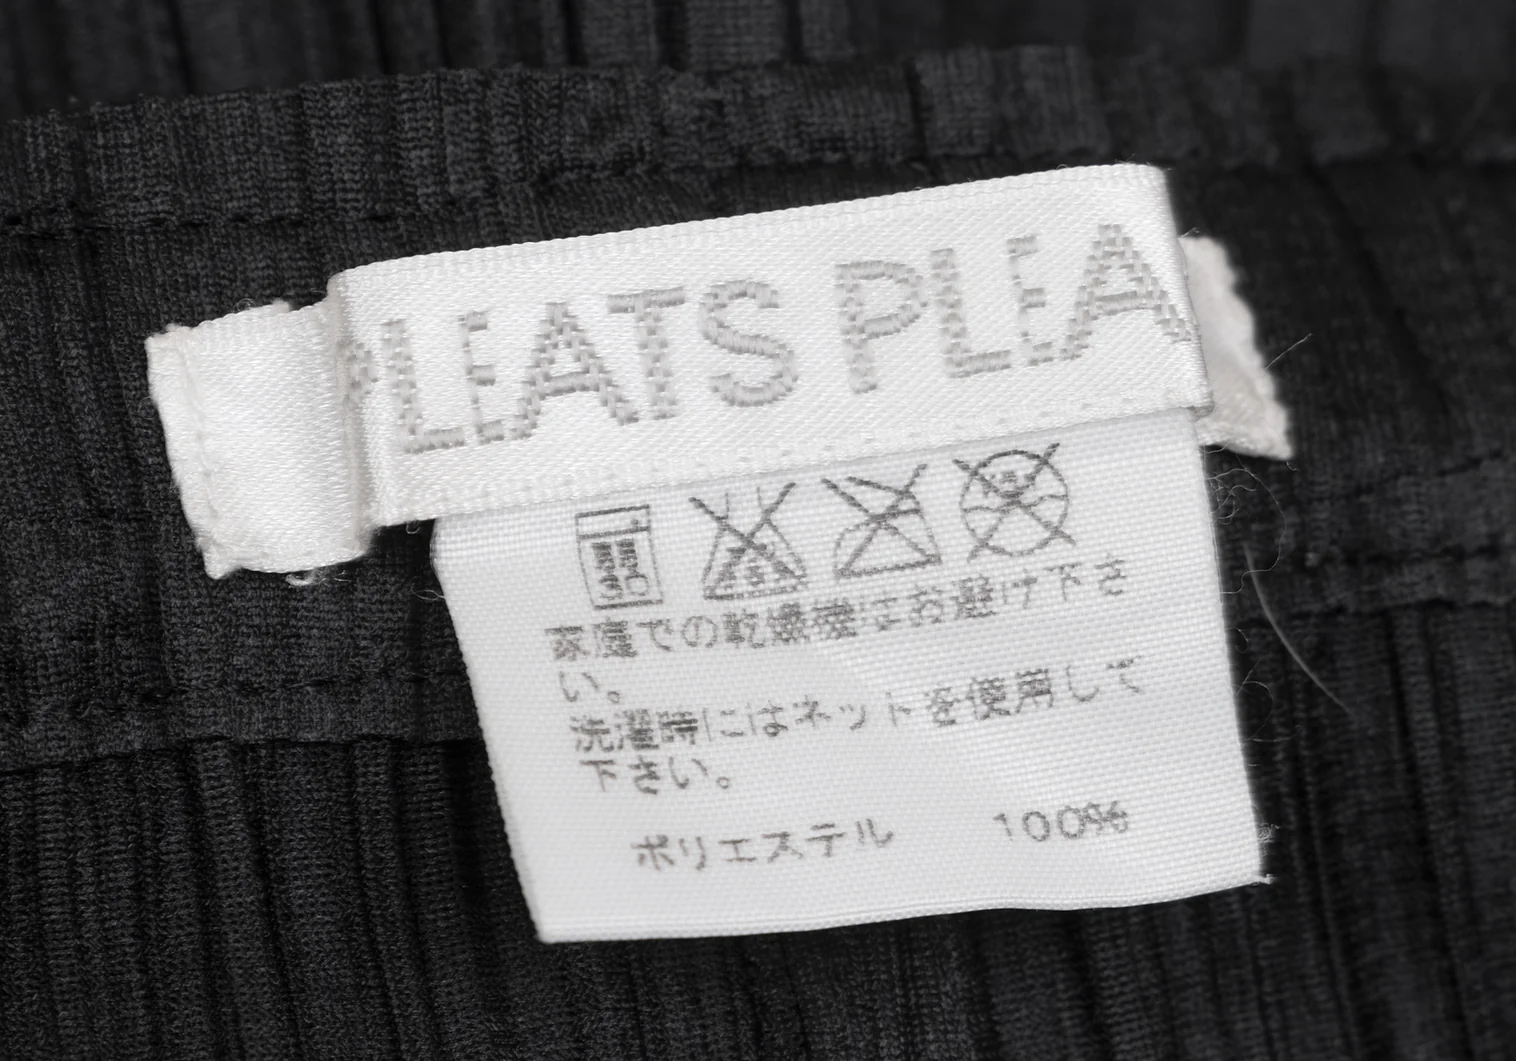 PLEATS PLEA
家庭での乾燥機はお避け下さ
い。
洗濯時にはネットを使用して
下さい。
ポリエステル 100%